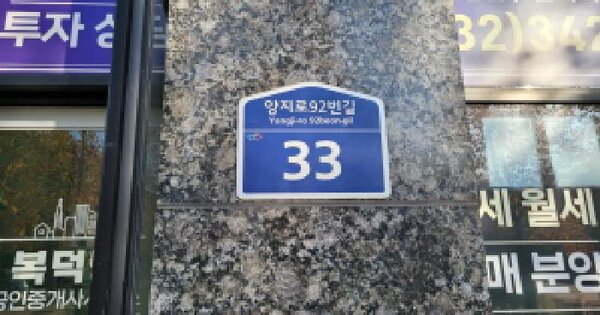 투자 상
32)342
양지로92번길
Yangji-ro 92beon-gil
33
세 월세
복덕
매 분양
공인중개사